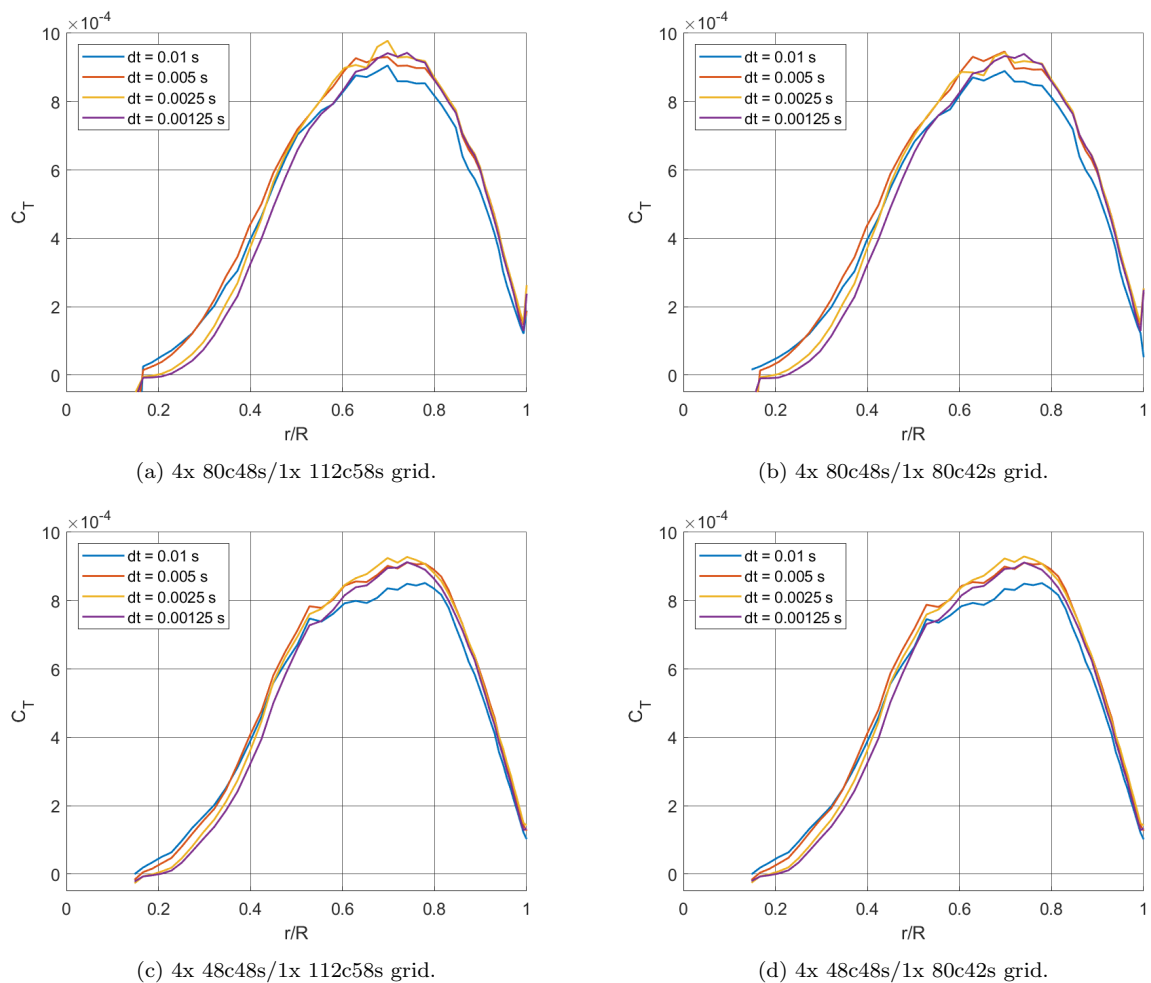 ×10-4
10
8
6
4
2
0
CT
dt = 0.01 s
dt = 0.005 s
dt = 0.0025 s
dt = 0.00125 s
0 0.2 0.4 0.6 0.8 1
r/R
(a) 4x 80c48s/1x 112c58s grid.
×10-4
10
8
6
4
2
0
CT
dt = 0.01 s
dt = 0.005 s
dt = 0.0025 s
dt = 0.00125 s
0 0.2 0.4 0.6 0.8 1
r/R
(b) 4x 80c48s/1x 80c42s grid.
×10-4
10
8
6
4
2
0
CT
dt = 0.01 s
dt = 0.005 s
dt = 0.0025 s
dt = 0.00125 s
0 0.2 0.4 0.6 0.8 1
r/R
(c) 4x 48c48s/1x 112c58s grid.
×10-4
10
8
6
4
2
0
CT
dt = 0.01 s
dt = 0.005 s
dt = 0.0025 s
dt = 0.00125 s
0 0.2 0.4 0.6 0.8 1
r/R
(d) 4x 48c48s/1x 80c42s grid.